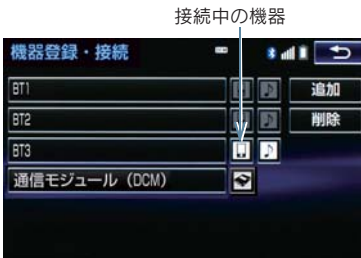 接続中の機器
機器登録・接続
BT1
追加
BT2
削除
BT3
通信モジュール（DCM）